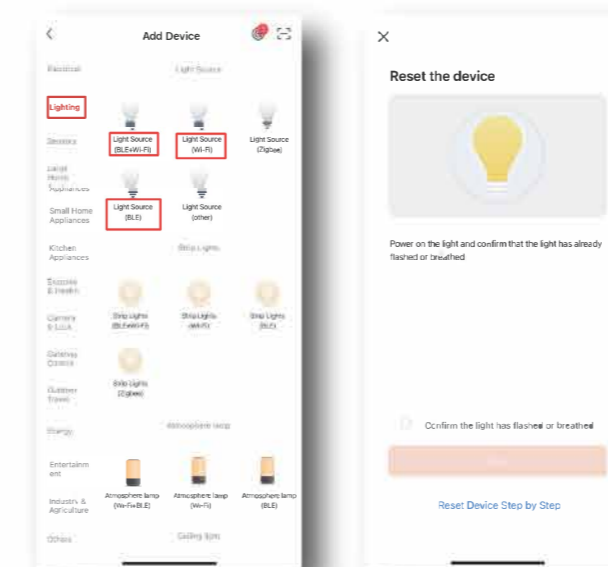 Add Device
Electrical
Light Source
Lighting
Sensors
Light Source
(BLE+Wi-Fi)
Light Source
(Wi-Fi)
Light Source
(Zigbee)
Large
Home
Appliances
Small Home
Appliances
Light Source
(BLE)
Light Source
(other)
Kitchen
Appliances
Strip Lights
Exercise
& Health
Camera
& Lock
Strip Lights
(BLE+Wi-Fi)
Strip Lights
(Wi-Fi)
Strip Lights
(BLE)
Gateway
Control
Outdoor
Travel
Strip Lights
(Zigbee)
Energy
Atmosphere lamp
Entertainm
ent
Industry &
Agriculture
Atmosphere lamp
(Wi-Fi+BLE)
Atmosphere lamp
(Wi-Fi)
Atmosphere lamp
(BLE)
Others
Ceiling light
Reset the device
Power on the light and confirm that the light has already
flashed or breathed
Confirm the light has flashed or breathed
Reset Device Step by Step